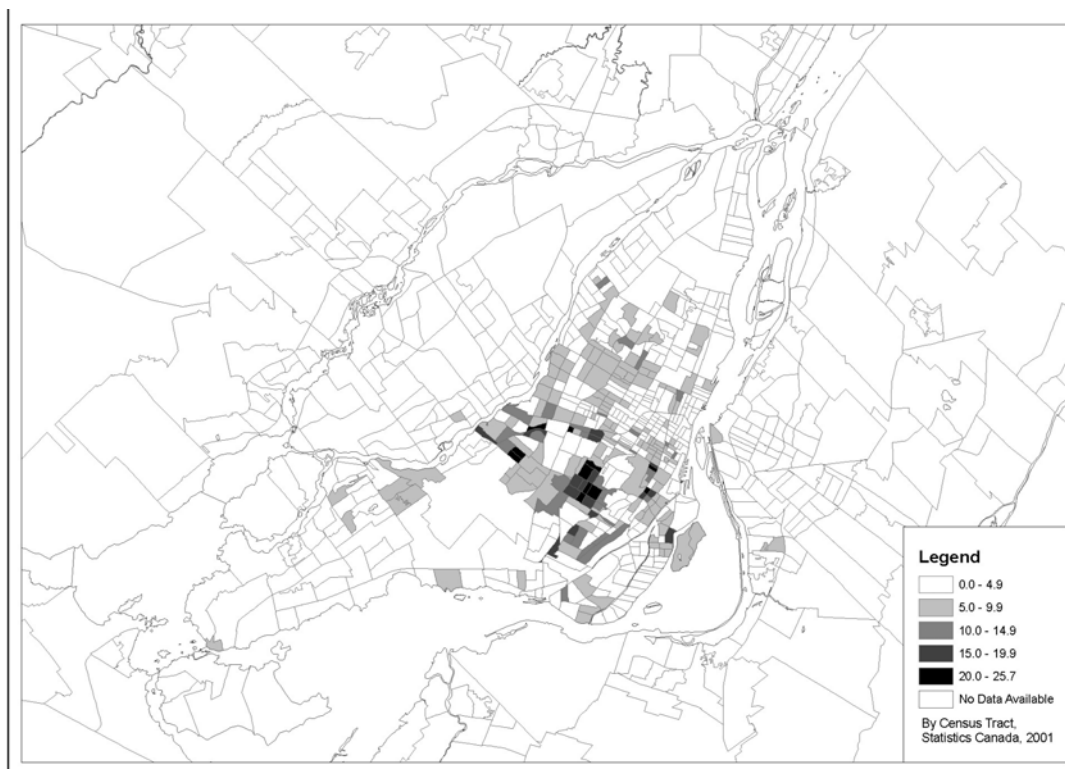 Legend
0.0 - 4.9
5.0 - 9.9
10.0 - 14.9
15.0 - 19.9
20.0 - 25.7
No Data Available
By Census Tract,
Statistics Canada, 2001